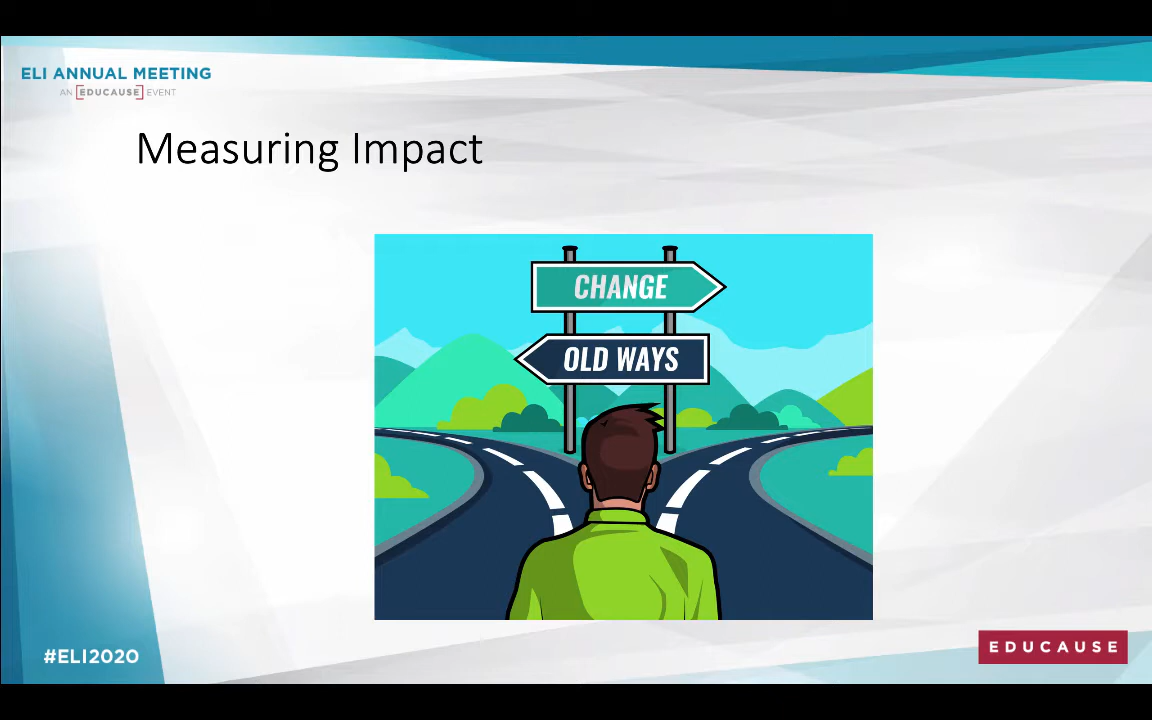 ELI ANNUAL MEETING
AN [EDUCAUSE] EVENT
Measuring Impact
CHANGE
OLD WAYS
#ELI2020
EDUCAUSE